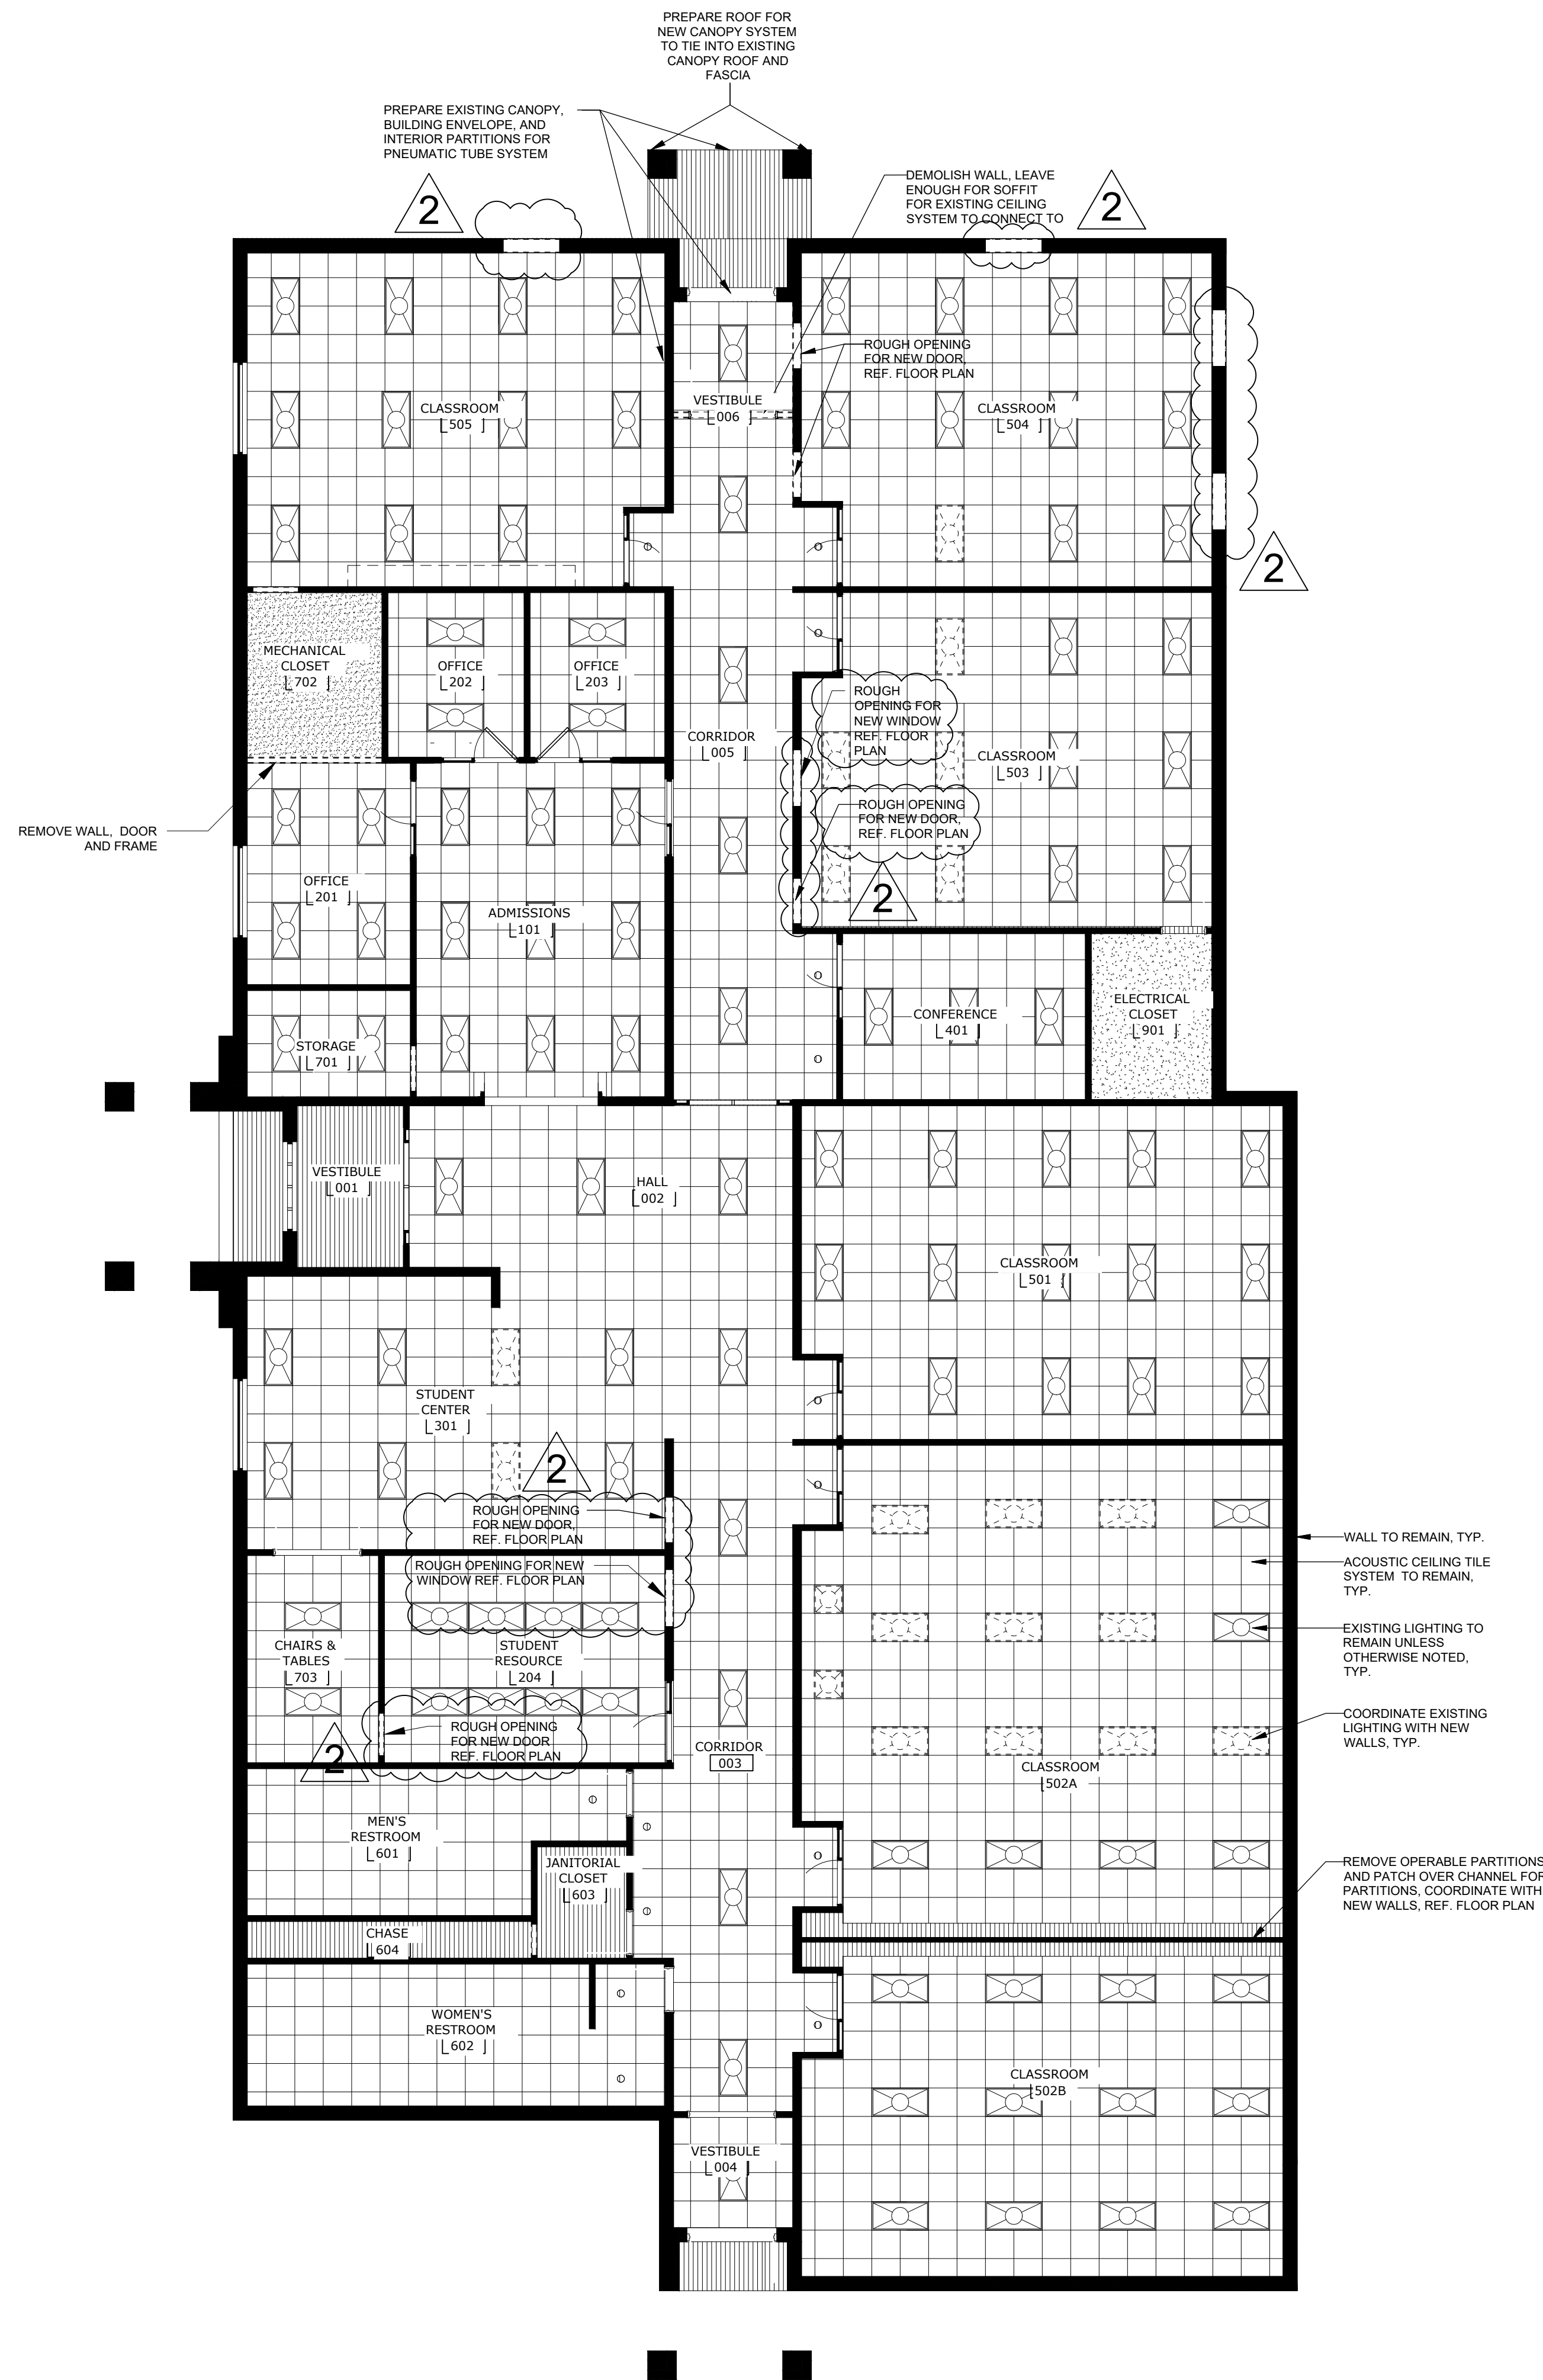 PREPARE ROOF FOR
NEW CANOPY SYSTEM
TO TIE INTO EXISTING
CANOPY ROOF AND
FASCIA
PREPARE EXISTING CANOPY,
BUILDING ENVELOPE, AND
INTERIOR PARTITIONS FOR
PNEUMATIC TUBE SYSTEM
DEMOLISH WALL, LEAVE
ENOUGH FOR SOFFIT
FOR EXISTING CEILING
SYSTEM TO CONNECT TO
2
2
ROUGH OPENING
FOR NEW DOOR,
REF. FLOOR PLAN
CLASSROOM
505
VESTIBULE
006
CLASSROOM
504
2
MECHANICAL
CLOSET
702
OFFICE
202
OFFICE
203
CORRIDOR
005
ROUGH
OPENING FOR
NEW WINDOW
REF. FLOOR
PLAN
CLASSROOM
503
ROUGH OPENING
FOR NEW DOOR,
REF. FLOOR PLAN
2
REMOVE WALL, DOOR
AND FRAME
OFFICE
201
ADMISSIONS
101
STORAGE
701
CONFERENCE
401
ELECTRICAL
CLOSET
901
VESTIBULE
001
HALL
002
CLASSROOM
501
STUDENT
CENTER
301
2
ROUGH OPENING
FOR NEW DOOR,
REF. FLOOR PLAN
ROUGH OPENING FOR NEW
WINDOW REF. FLOOR PLAN
CHAIRS &
TABLES
703
STUDENT
RESOURCE
204
ROUGH OPENING
FOR NEW DOOR
REF. FLOOR PLAN
2
CORRIDOR
003
CLASSROOM
502A
WALL TO REMAIN, TYP.
ACOUSTIC CEILING TILE
SYSTEM TO REMAIN,
TYP.
EXISTING LIGHTING TO
REMAIN UNLESS
OTHERWISE NOTED,
TYP.
COORDINATE EXISTING
LIGHTING WITH NEW
WALLS, TYP.
REMOVE OPERABLE PARTITIONS
AND PATCH OVER CHANNEL FOR
PARTITIONS, COORDINATE WITH
NEW WALLS, REF. FLOOR PLAN
MEN'S
RESTROOM
601
JANITORIAL
CLOSET
603
CHASE
604
WOMEN'S
RESTROOM
602
CLASSROOM
502B
VESTIBULE
004